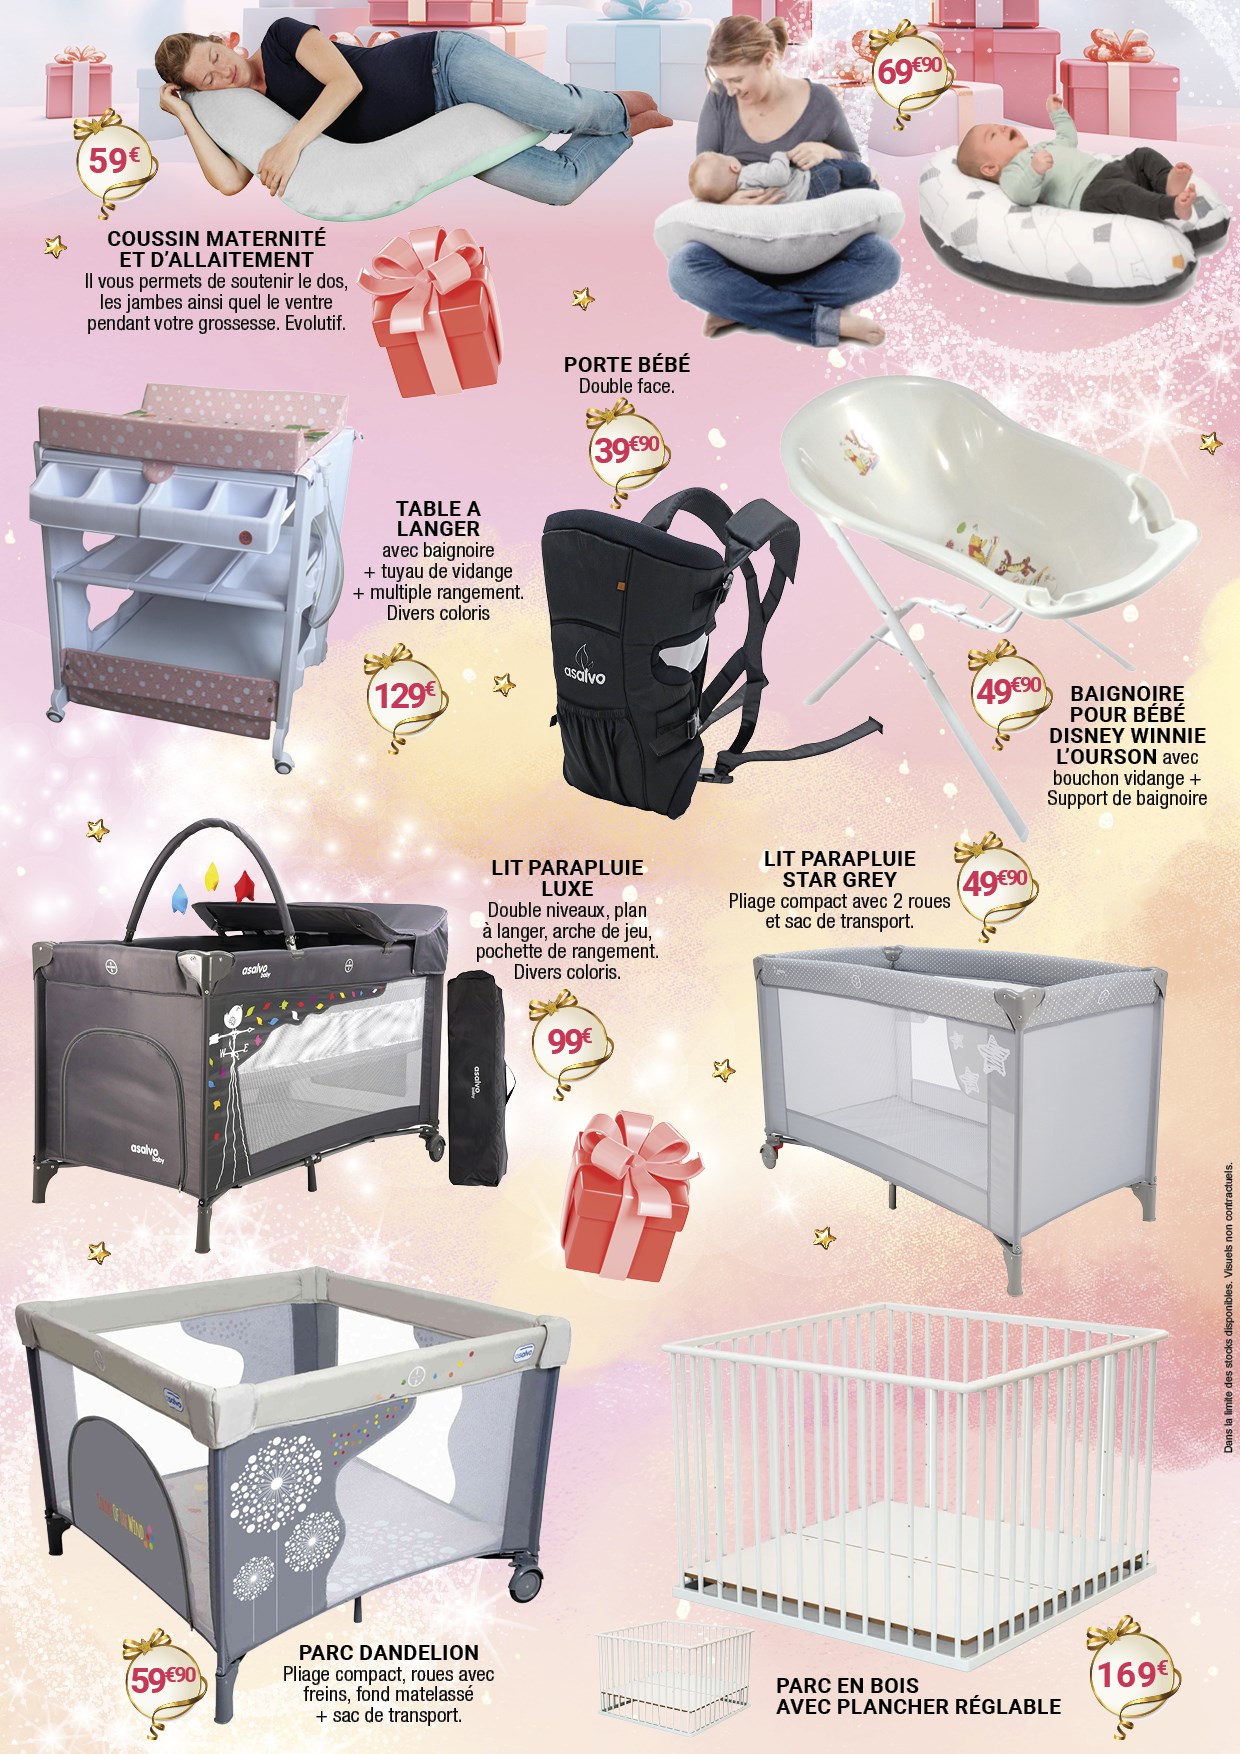 59€
69€90
COUSSIN MATERNITÉ
ET D'ALLAITEMENT
Il vous permets de soutenir le dos,
les jambes ainsi quel le ventre
pendant votre grossesse. Evolutif.
PORTE BÉBÉ
Double face.
39€90
asalvo
TABLE A
LANGER
avec baignoire
+ tuyau de vidange
+ multiple rangement.
Divers coloris
129€
49€90
BAIGNOIRE
POUR BÉBÉ
DISNEY WINNIE
L'OURSON avec
bouchon vidange +
Support de baignoire
LIT PARAPLUIE
LUXE
Double niveaux, plan
à langer, arche de jeu,
pochette de rangement.
Divers coloris.
99€
asalvo
baby
W E
asalvo
baby
asalvo
baby
LIT PARAPLUIE
STAR GREY
Pliage compact avec 2 roues
et sac de transport.
49€90
Dans la limite des stocks disponibles. Visuels non contractuels.
asalvo
asalvo
OF THE WIND
59€90
PARC DANDELION
Pliage compact, roues avec
freins, fond matelassé
+ sac de transport.
PARC EN BOIS
AVEC PLANCHER RÉGLABLE
169€